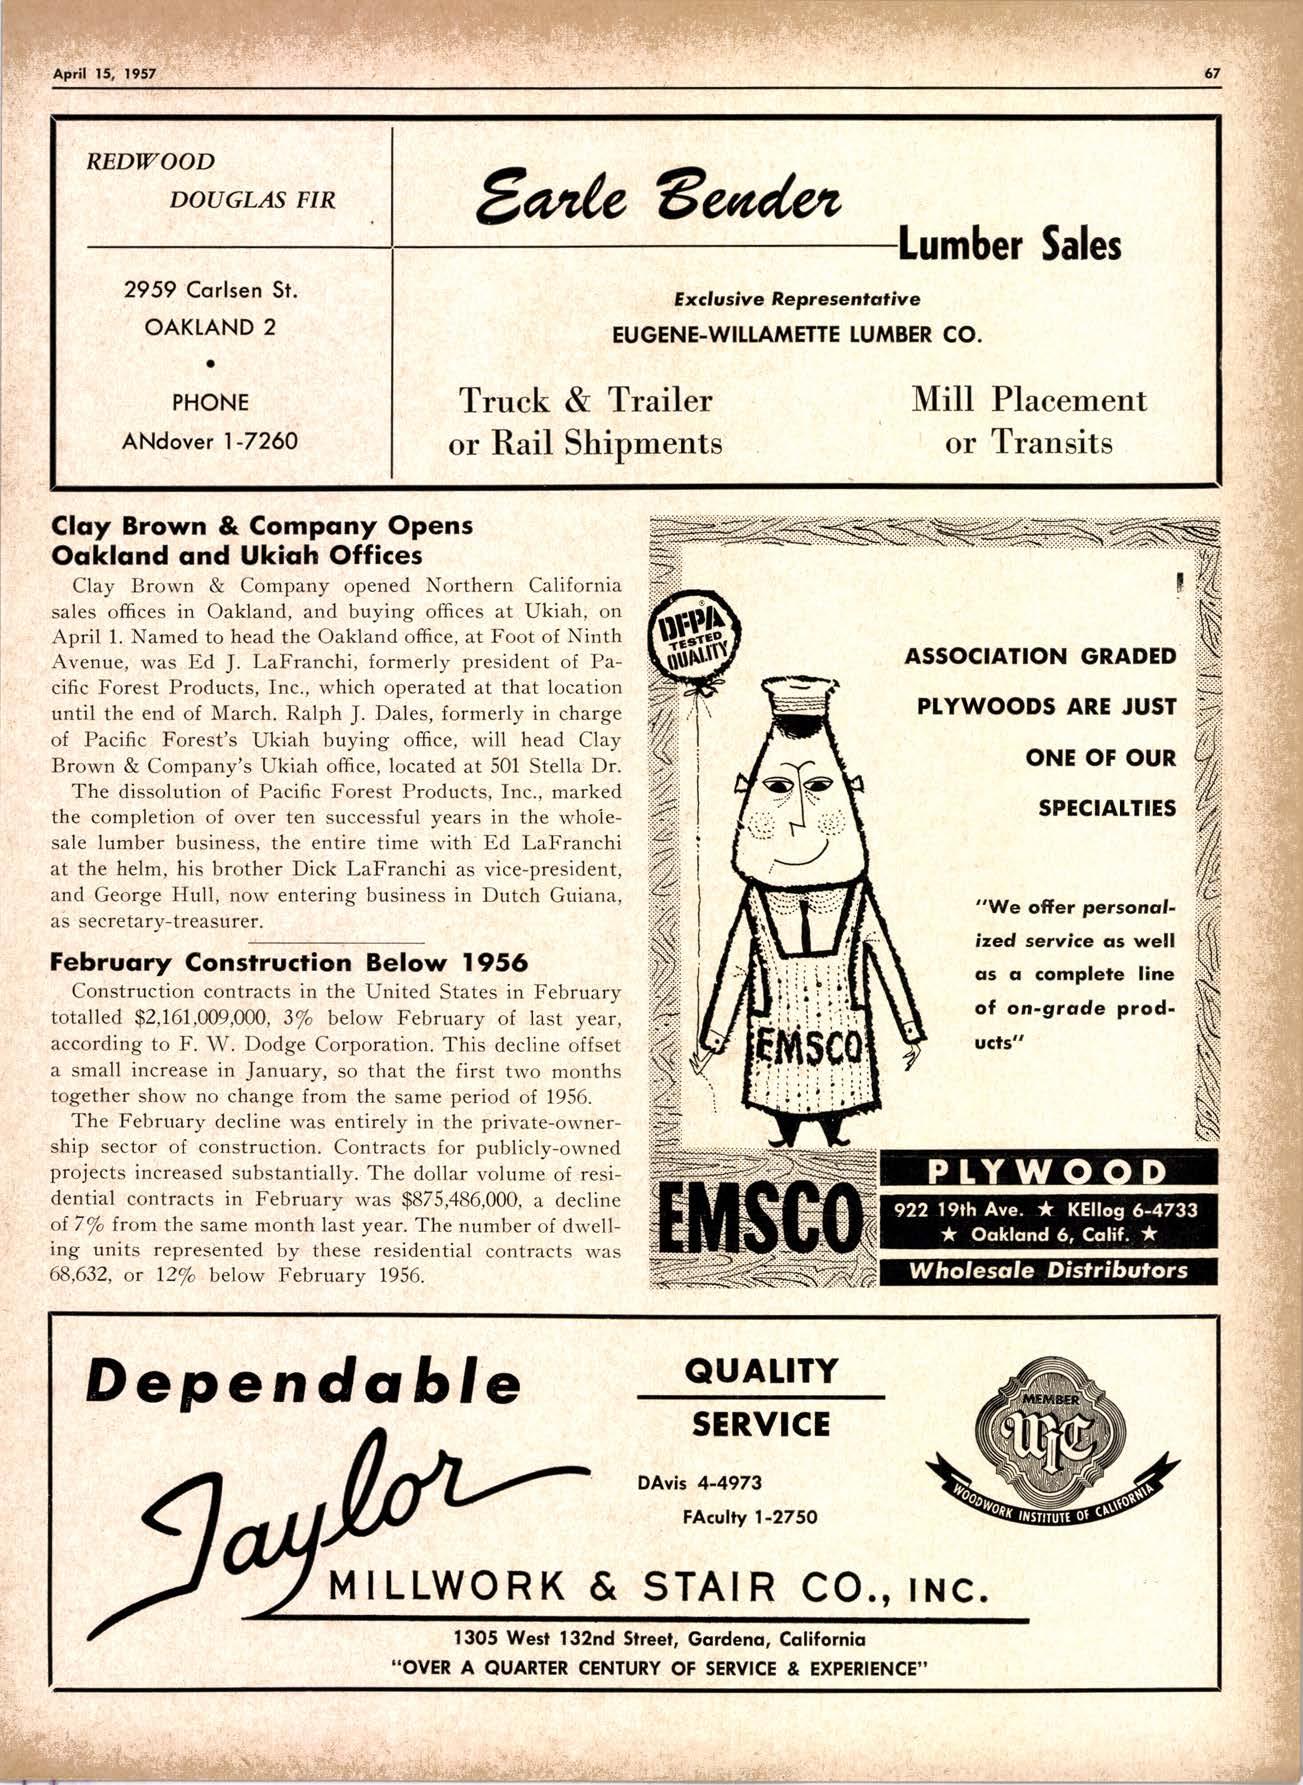 April 15, 1957
67
REDWOOD
DOUGLAS FIR
2959 Carlsen St.
OAKLAND 2
•
PHONE
ANdover 1-7260
Earle Bender
Lumber Sales
Exclusive Representative
EUGENE-WILLAMETTE LUMBER CO.
Truck & Trailer
or Rail Shipments
Mill Placement
or Transits
Clay Brown & Company Opens
Oakland and Ukiah Offices
Clay Brown & Company opened Northern California
sales offices in Oakland, and buying offices at Ukiah, on
April 1. Named to head the Oakland office, at Foot of Ninth
Avenue, was Ed J. LaFranchi, formerly president of Pa-
cific Forest Products, Inc., which operated at that location
until the end of March. Ralph J. Dales, formerly in charge
of Pacific Forest's Ukiah buying office, will head Clay
Brown & Company's Ukiah office, located at 501 Stella Dr.
The dissolution of Pacific Forest Products, Inc., marked
the completion of over ten successful years in the whole-
sale lumber business, the entire time with Ed LaFranchi
at the helm, his brother Dick LaFranchi as vice-president,
and George Hull, now entering business in Dutch Guiana,
as secretary-treasurer.
February Construction Below 1956
Construction contracts in the United States in February
totalled $2,161,009,000, 3% below February of last year,
according to F. W. Dodge Corporation. This decline offset
a small increase in January, so that the first two months
together show no change from the same period of 1956.
The February decline was entirely in the private-owner-
ship sector of construction. Contracts for publicly-owned
projects increased substantially. The dollar volume of resi-
dential contracts in February was $875,486,000, a decline
of 7% from the same month last year. The number of dwell-
ing units represented by these residential contracts was
68,632, or 12% below February 1956.
®
DFPA
TESTED
QUALITY
ASSOCIATION GRADED
PLYWOODS ARE JUST
ONE OF OUR
SPECIALTIES
"We offer personal-
ized service as well
as a complete line
of on-grade prod-
ucts"
EMSCO
EMSCO
PLYWOOD
922 19th Ave. ★ KEllog 6-4733
★ Oakland 6, Calif. ★
Wholesale Distributors
Dependable
Taylor
MILLWORK & STAIR CO., INC.
QUALITY
SERVICE
DAvis 4-4973
FAculty 1-2750
MEMBER
WIC
WOODWORK INSTITUTE OF CALIFORNIA
1305 West 132nd Street, Gardena, California
"OVER A QUARTER CENTURY OF SERVICE & EXPERIENCE"